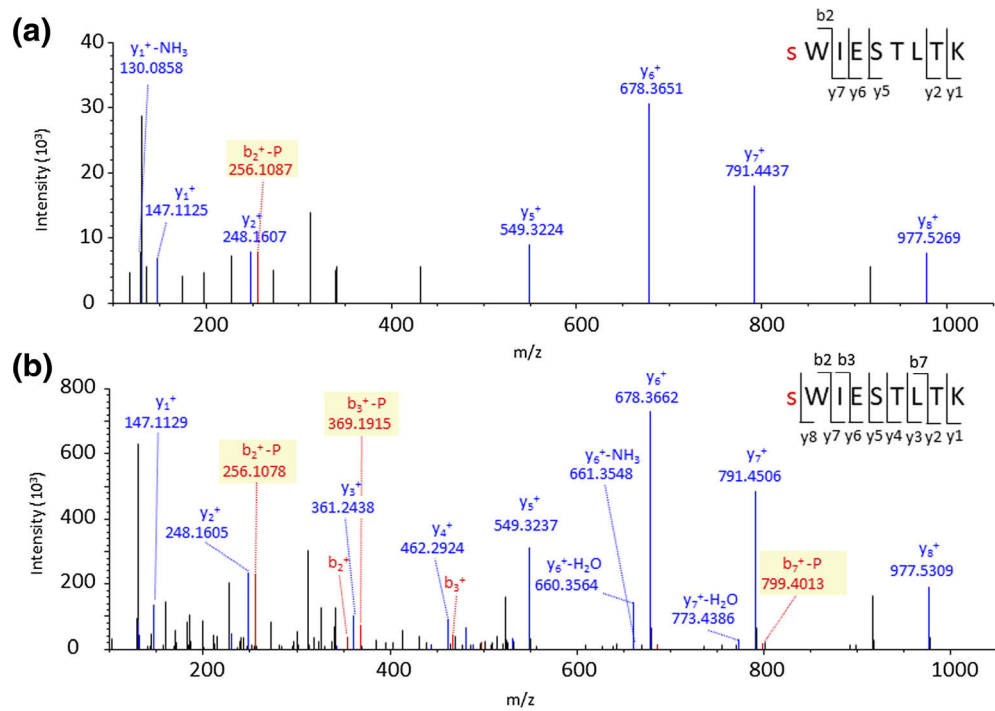 (a)
b2
s W I E S T L T K
y7 y6 y5 y2 y1
Intensity (10³)
40
30
20
10
0
y₁⁺-NH₃
130.0858
y₁⁺
147.1125
y₂⁺
248.1607
b₂⁺-P
256.1087
y₅⁺
549.3224
y₆⁺
678.3651
y₇⁺
791.4437
y₈⁺
977.5269
200 400 600 800 1000
m/z
(b)
b2 b3 b7
s W I E S T L T K
y8 y7 y6 y5 y4 y3 y2 y1
Intensity (10³)
800
600
400
200
0
y₁⁺
147.1129
y₂⁺
248.1605
b₂⁺-P
256.1078
b₂⁺
y₃⁺
361.2438
b₃⁺-P
369.1915
y₄⁺
462.2924
b₃⁺
y₅⁺
549.3237
y₆⁺-H₂O
660.3564
y₆⁺-NH₃
661.3548
y₆⁺
678.3662
y₇⁺-H₂O
773.4386
y₇⁺
791.4506
b₇⁺-P
799.4013
y₈⁺
977.5309
200 400 600 800 1000
m/z